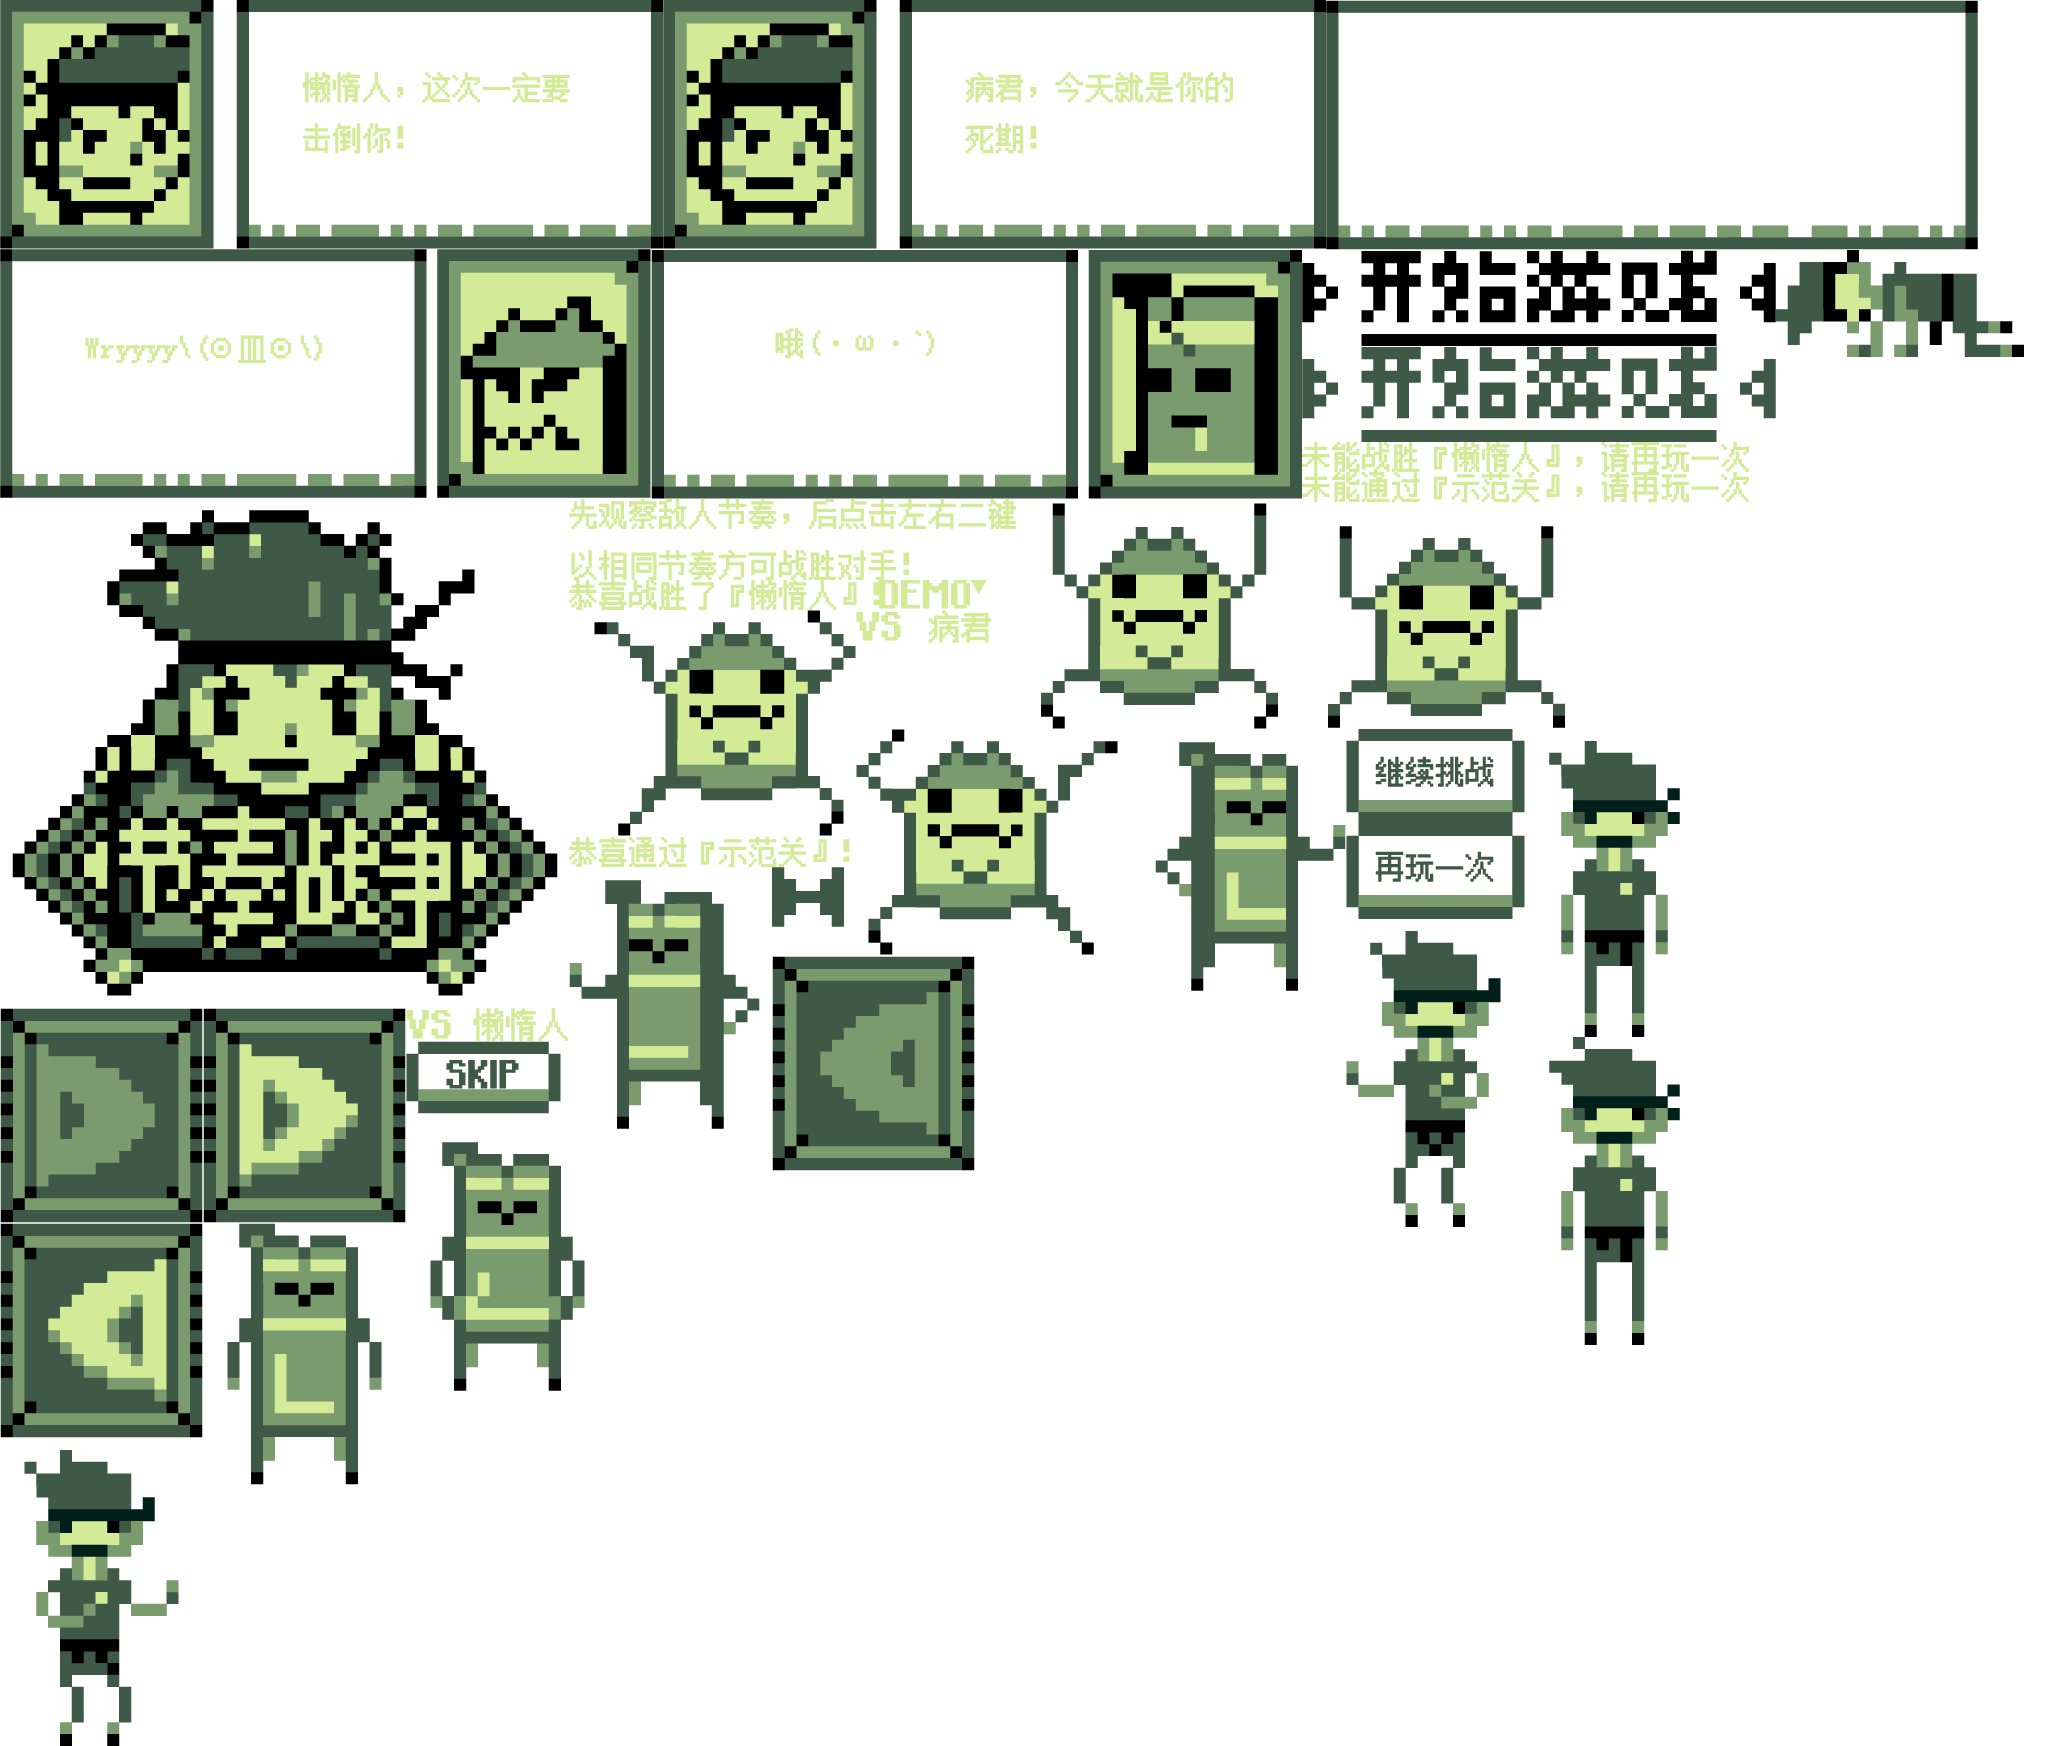 懒惰人，这次一定要
击倒你！
病君，今天就是你的
死期！
Wryyyy\(⊙皿⊙\)
哦(・ω・`)
开始游戏
开始游戏
未能战胜『懒惰人』，请再玩一次
未能通过『示范关』，请再玩一次
先观察敌人节奏，后点击左右二键
以相同节奏方可战胜对手！
恭喜战胜了『懒惰人』！
DEMO▼
VS 病君
继续挑战
再玩一次
恭喜通过『示范关』！
节奏战争
VS 懒惰人
SKIP